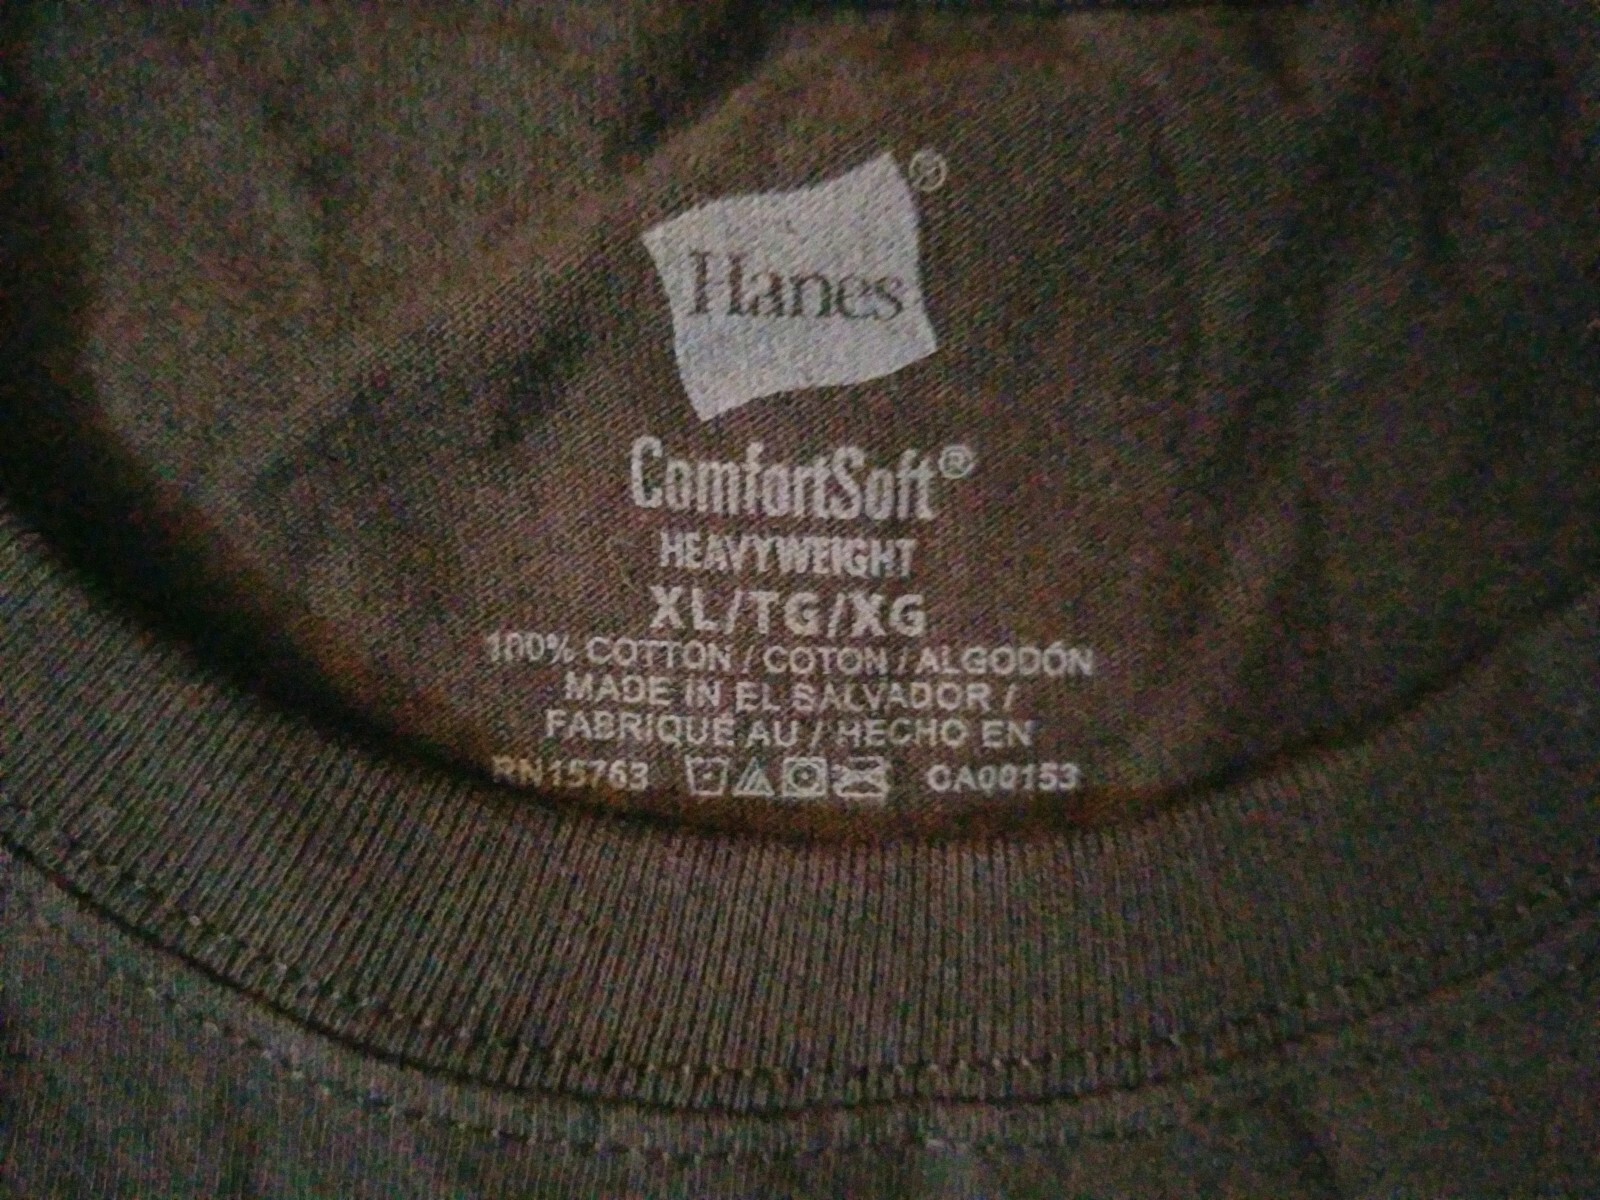 Hanes®
ComfortSoft®
HEAVYWEIGHT
XL/TG/XG
100% COTTON / COTON / ALGODÓN
MADE IN EL SALVADOR /
FABRIQUÉ AU / HECHO EN
RN15763 CA00153